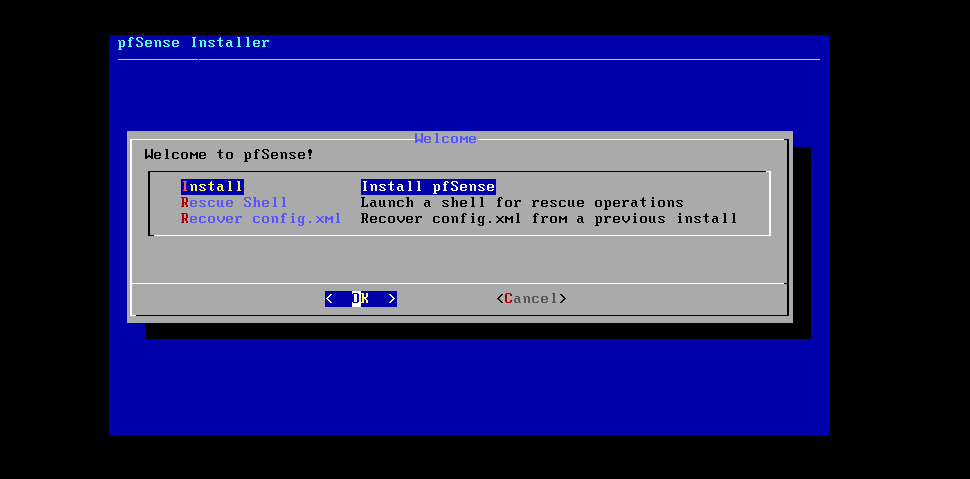 pfSense Installer
Welcome
Welcome to pfSense!
Install Install pfSense
Rescue Shell Launch a shell for rescue operations
Recover config.xml Recover config.xml from a previous install
< OK > <Cancel>